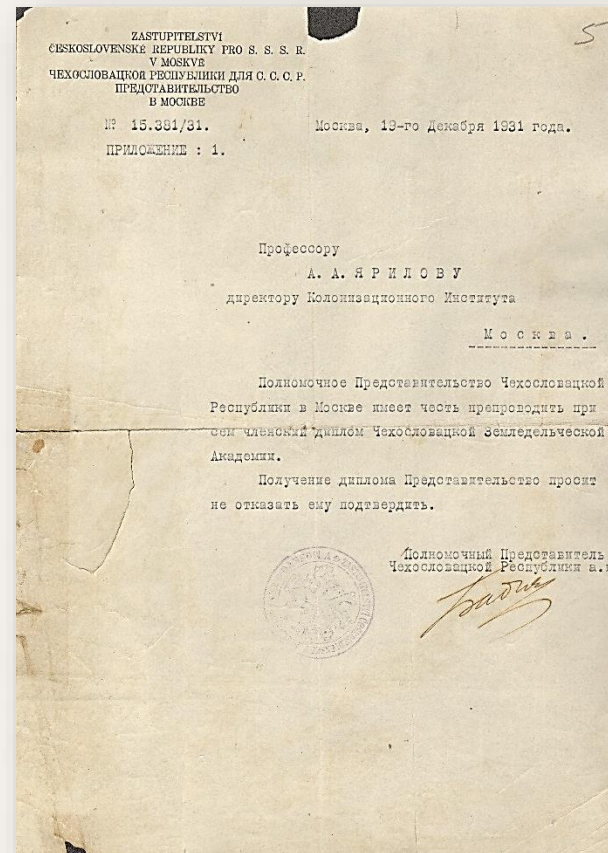 5
ZASTUPITELSTVÍ
ČESKOSLOVENSKÉ REPUBLIKY PRO S. S. S. R.
V MOSKVĚ
ЧЕХОСЛОВАЦКОЙ РЕСПУБЛИКИ ДЛЯ С. С. С. Р.
ПРЕДСТАВИТЕЛЬСТВО
В МОСКВЕ
№ 15.381/31.
Москва, 19-го Декабря 1931 года.
ПРИЛОЖЕНИЕ : 1.
Профессору
А. А. ЯРИЛОВУ
директору Колонизационного Института
Москва.
Полномочное Представительство Чехословацкой
Республики в Москве имеет честь препроводить при
сем членский диплом Чехословацкой Земледельческой
Академии.
Получение диплома Представительство просит
не отказать ему подтвердить.
Полномочный Представитель
Чехословацкой Республики а.